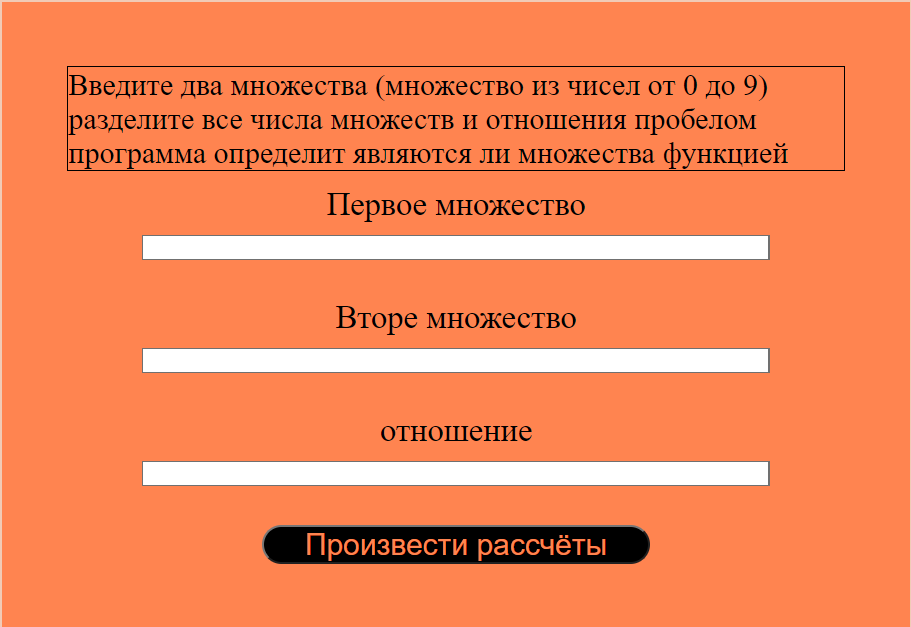 Введите два множества (множество из чисел от 0 до 9)
разделите все числа множеств и отношения пробелом
программа определит являются ли множества функцией
Первое множество
Вторе множество
отношение
Произвести рассчёты